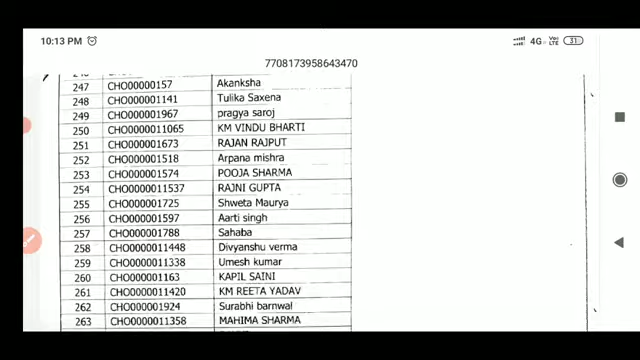 10:13 PM 4G Vo) LTE 31
7708173958643470
247 CHO00000157 Akanksha
248 CHO000001141 Tulika Saxena
249 CHO000001967 pragya saroj
250 CHO0000011065 KM VINDU BHARTI
251 CHO000001673 RAJAN RAJPUT
252 CHO000001518 Arpana mishra
253 CHO000001574 POOJA SHARMA
254 CHO0000011537 RAJNI GUPTA
255 CHO000001725 Shweta Maurya
256 CHO000001597 Aarti singh
257 CHO000001788 Sahaba
258 CHO0000011448 Divyanshu verma
259 CHO0000011338 Umesh kumar
260 CHO000001163 KAPIL SAINI
261 CHO0000011420 KM REETA YADAV
262 CHO000001924 Surabhi barnwal
263 CHO0000011358 MAHIMA SHARMA